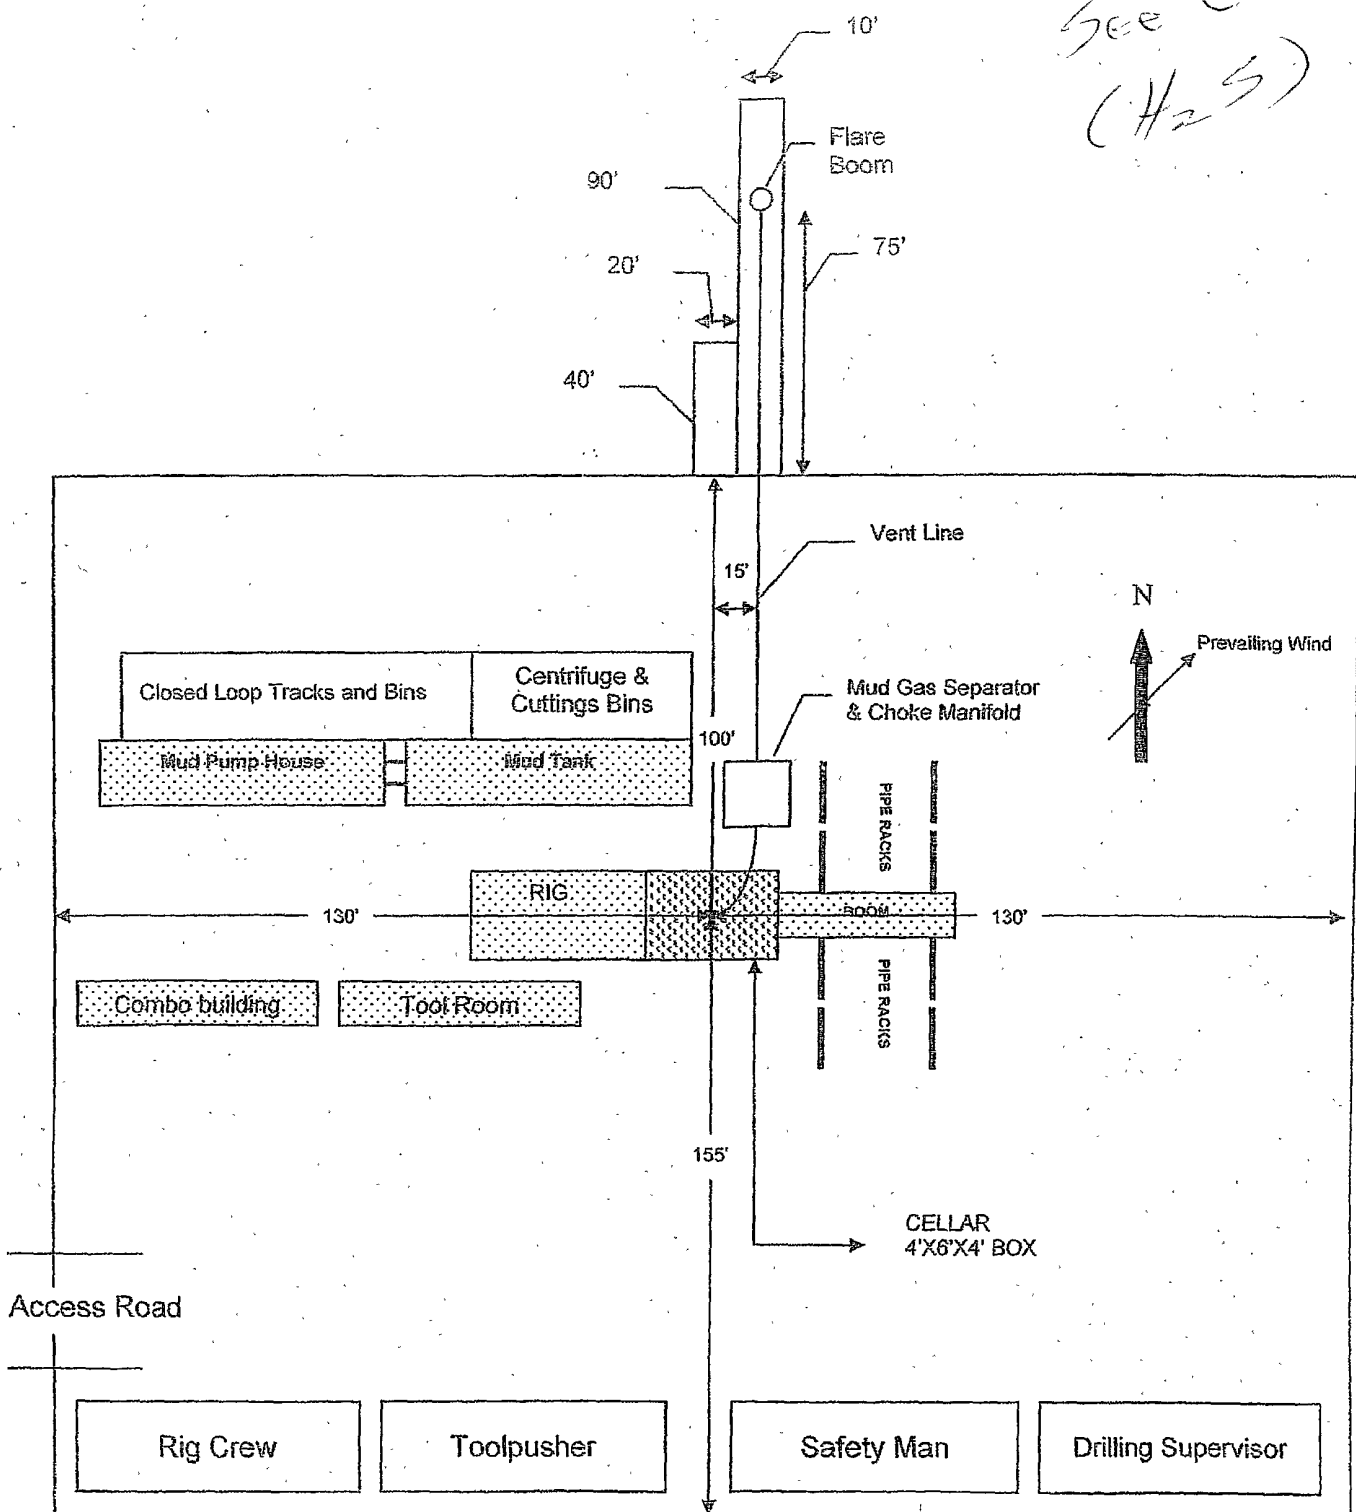 10'
SEE
(H2S)
Flare
Boom
90'
75'
20'
40'
Vent Line
15'
N
Prevailing Wind
Closed Loop Tracks and Bins
Centrifuge &
Cuttings Bins
Mud Gas Separator
& Choke Manifold
100'
Mud Pump House
Mud Tank
PIPE RACKS
RIG
130'
BOOM
130'
PIPE RACKS
Combo building
Tool Room
155'
CELLAR
4'X6'X4' BOX
Access Road
Rig Crew
Toolpusher
Safety Man
Drilling Supervisor